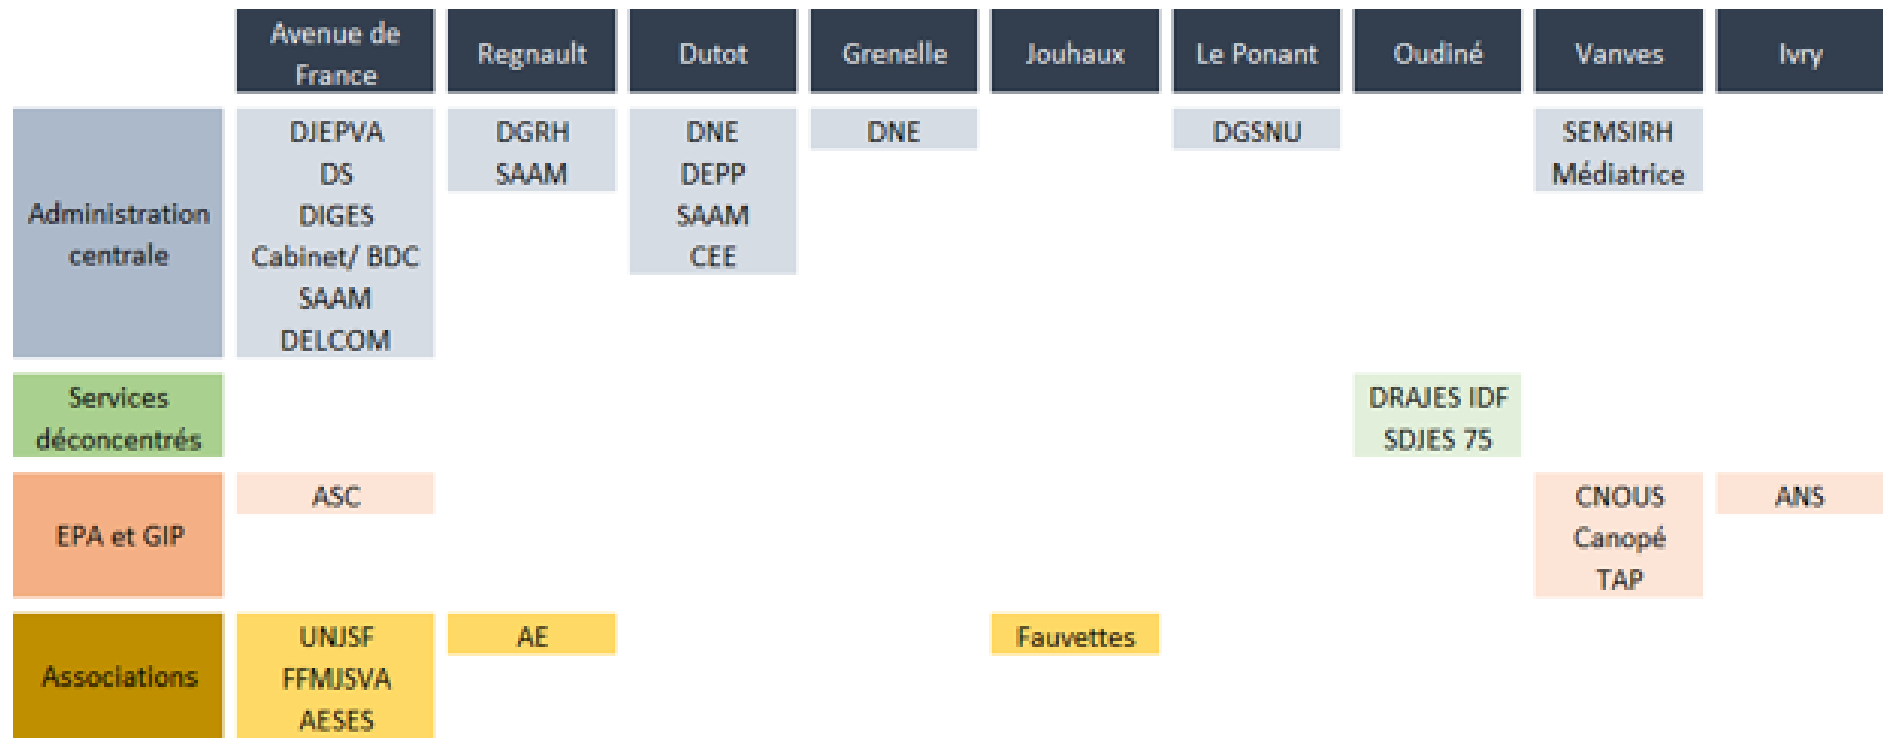 Avenue de
France
Regnault
Dutot
Grenelle
Jouhaux
Le Ponant
Oudiné
Vanves
Ivry
Administration
centrale
DJEPVA
DS
DIGES
Cabinet/ BDC
SAAM
DELCOM
DGRH
SAAM
DNE
DEPP
SAAM
CEE
DNE
DGSNU
SEMSIRH
Médiatrice
Services
déconcentrés
DRAJES IDF
SDJES 75
EPA et GIP
ASC
CNOUS
Canopé
TAP
ANS
Associations
UNJSF
FFMJSVA
AESES
AE
Fauvettes